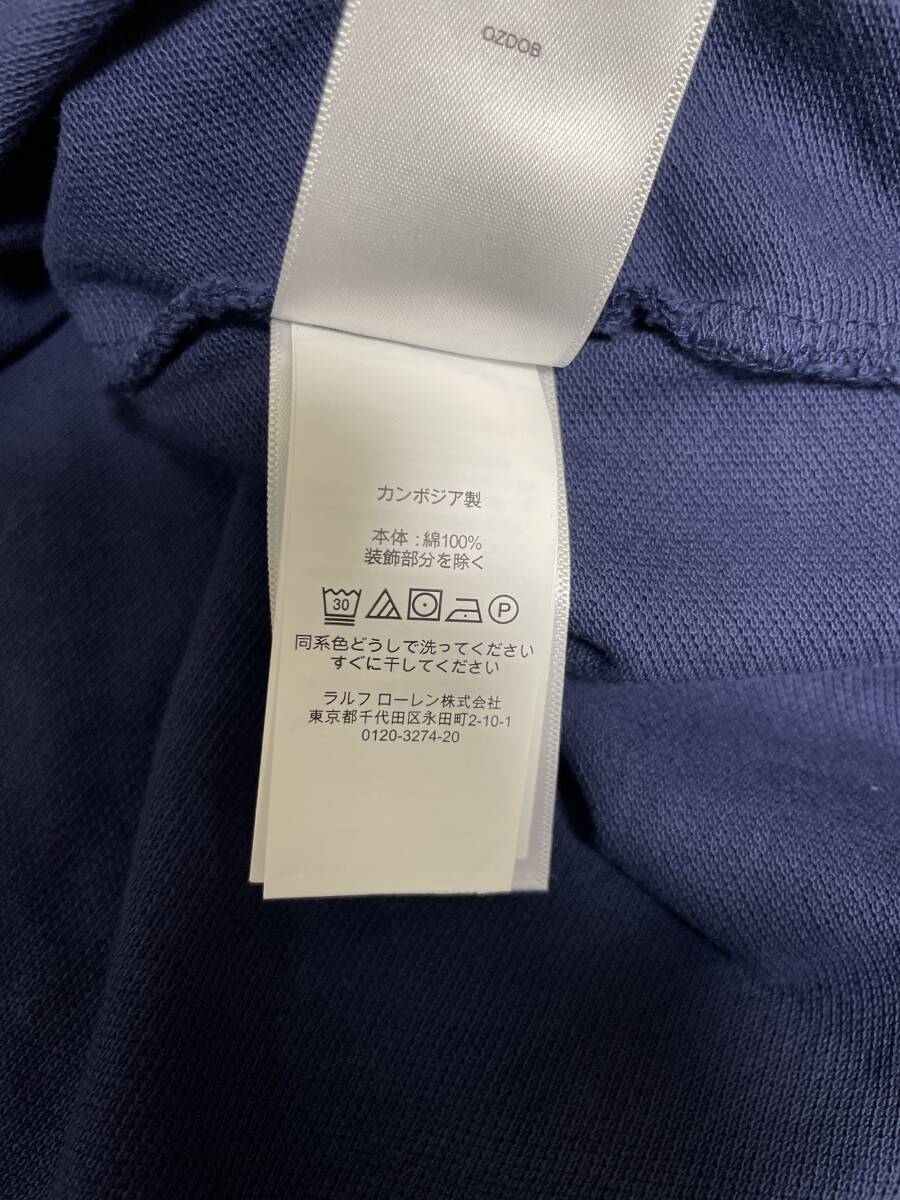 OZDOB
カンボジア製
本体 : 綿100%
装飾部分を除く
30 P
同系色どうしで洗ってください
すぐに干してください
ラルフ ローレン株式会社
東京都千代田区永田町2-10-1
0120-3274-20